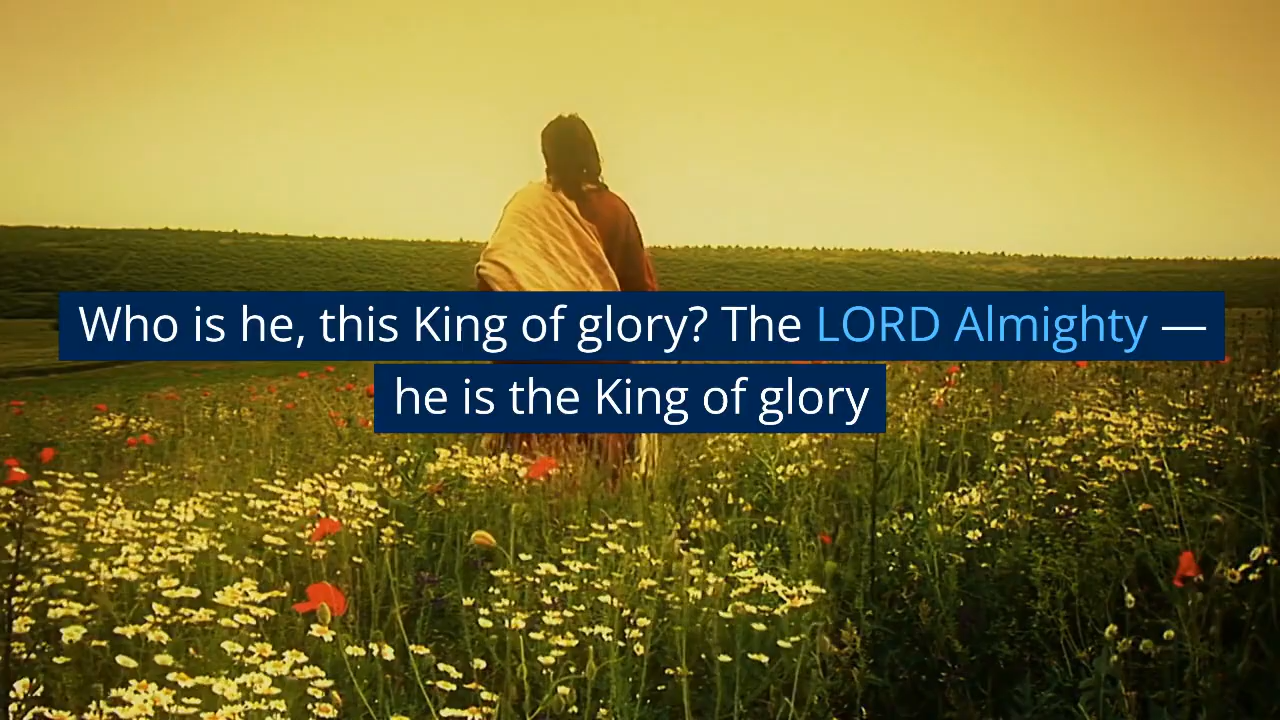 Who is he, this King of glory? The LORD Almighty —
he is the King of glory